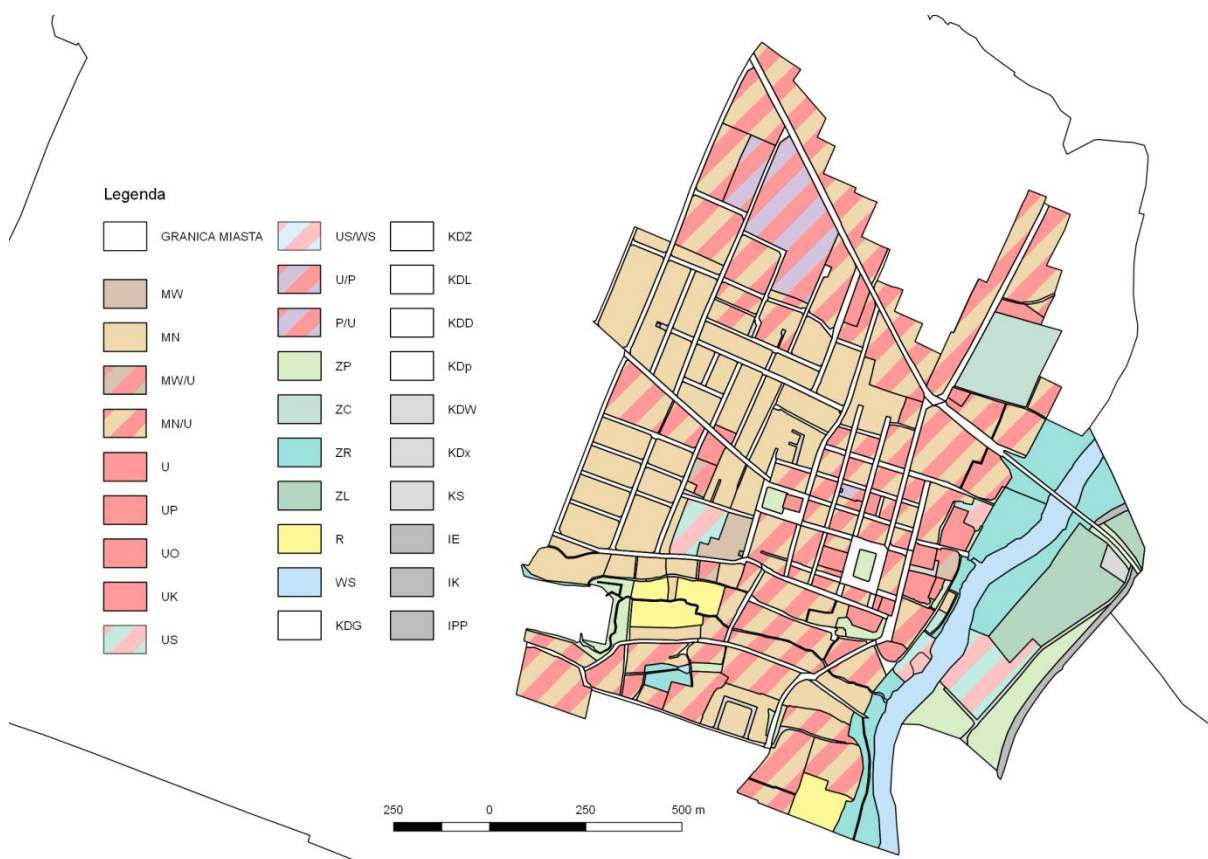 Legenda
GRANICA MIASTA
MW
MN
MW/U
MN/U
U
UP
UO
UK
US
US/WS
U/P
P/U
ZP
ZC
ZR
ZL
R
WS
KDG
KDZ
KDL
KDD
KDp
KDW
KDx
KS
IE
IK
IPP
250 0 250 500 m